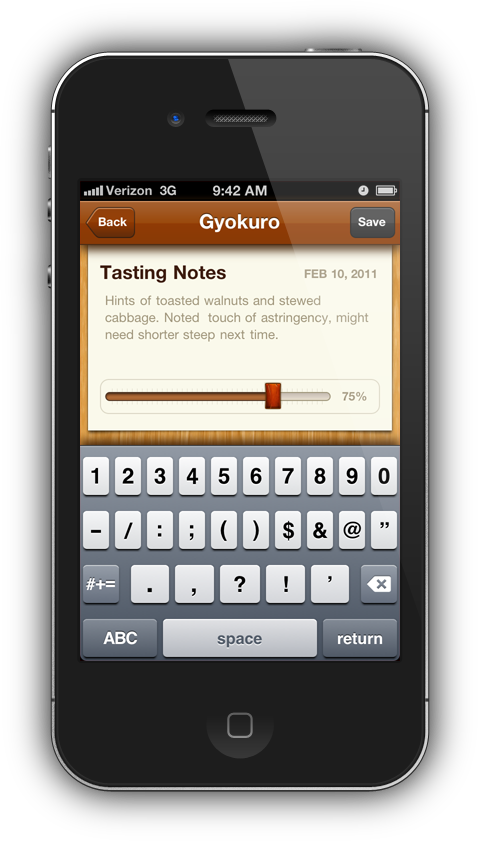 Verizon 3G 9:42 AM
Back Gyokuro Save
Tasting Notes FEB 10, 2011
Hints of toasted walnuts and stewed
cabbage. Noted  touch of astringency, might
need shorter steep next time.
75%
1 2 3 4 5 6 7 8 9 0
– / : ; ( ) $ & @ ”
#+= . , ? ! ’
ABC space return